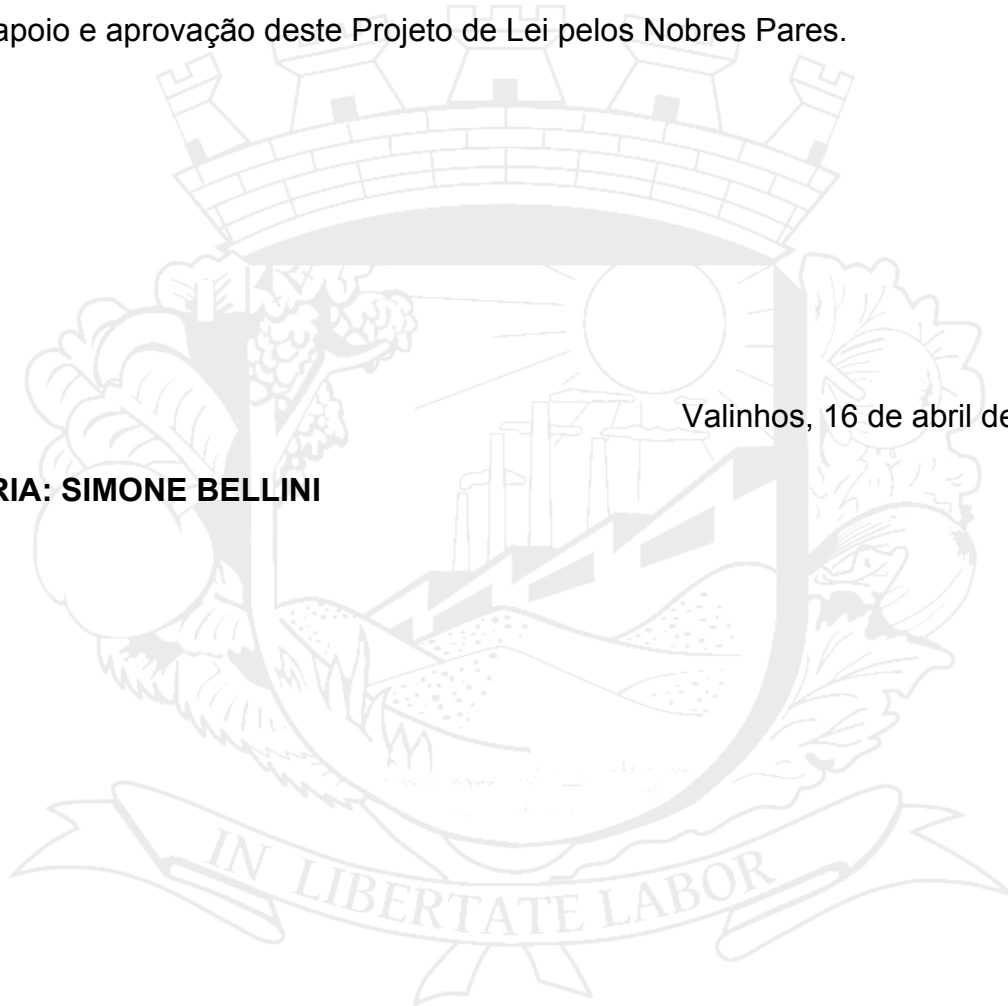 apoio e aprovação deste Projeto de Lei pelos Nobres Pares.
Valinhos, 16 de abril de
RIA: SIMONE BELLINI
IN LIBERTATE LABOR